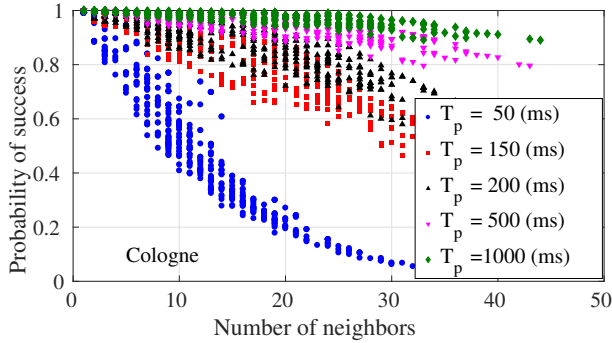 Probability of success
1
0.8
0.6
0.4
0.2
0
Cologne
T_p = 50 (ms)
T_p = 150 (ms)
T_p = 200 (ms)
T_p = 500 (ms)
T_p =1000 (ms)
0 10 20 30 40 50
Number of neighbors